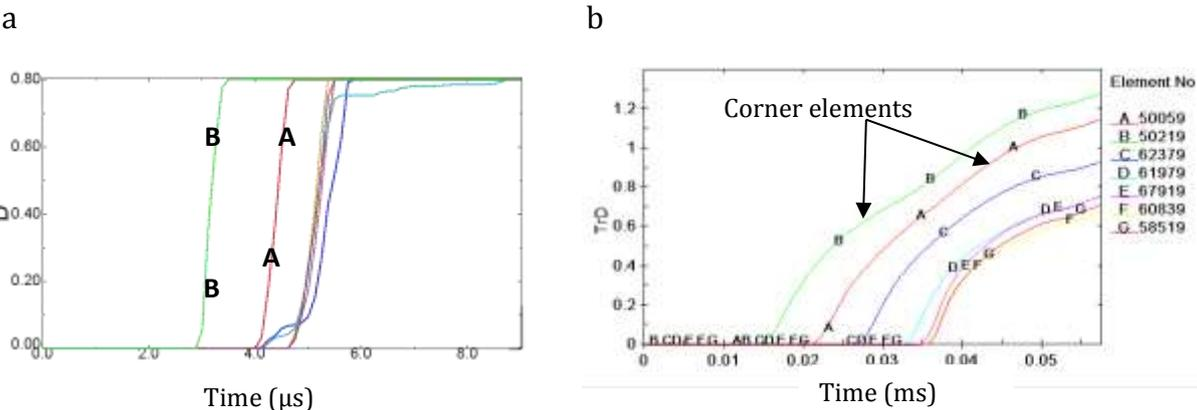 a
b
0.80
0.60
0.40
0.20
0.00
D
B
A
A
B
0.0 2.0 4.0 6.0 8.0
Time (μs)
Corner elements
1.2
1
0.8
0.6
0.4
0.2
0
TrD
B
A
B
A
C
B
A
C
D E
F G
D E F G
A
B C D E F G
A B C D E F G
C D E F G
0 0.01 0.02 0.03 0.04 0.05
Time (ms)
Element No
A 50059
B 50219
C 62379
D 61979
E 67919
F 60839
G 58519